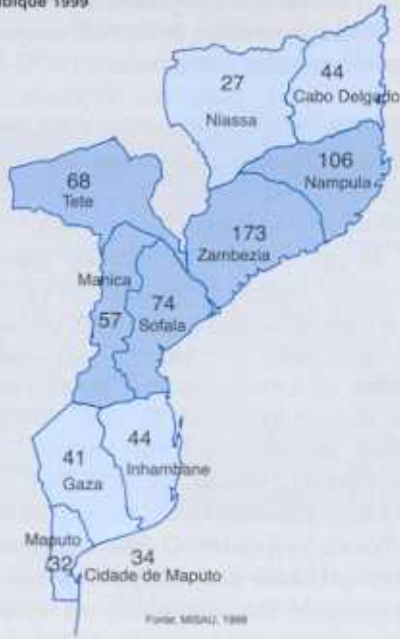 bique 1999
27
Niassa
44
Cabo Delgado
106
Nampula
68
Tete
173
Zambezia
Manica
57
74
Sofala
41
Gaza
44
Inhambane
Maputo
32
34
Cidade de Maputo
Fonte: MISAU, 1999